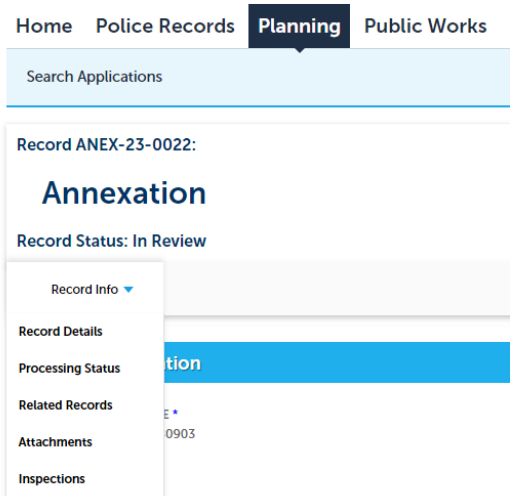 Home Police Records Planning Public Works
Search Applications
Record ANEX-23-0022:
Annexation
Record Status: In Review
Record Info
Record Details
Processing Status
tion
Related Records
E *
0903
Attachments
Inspections